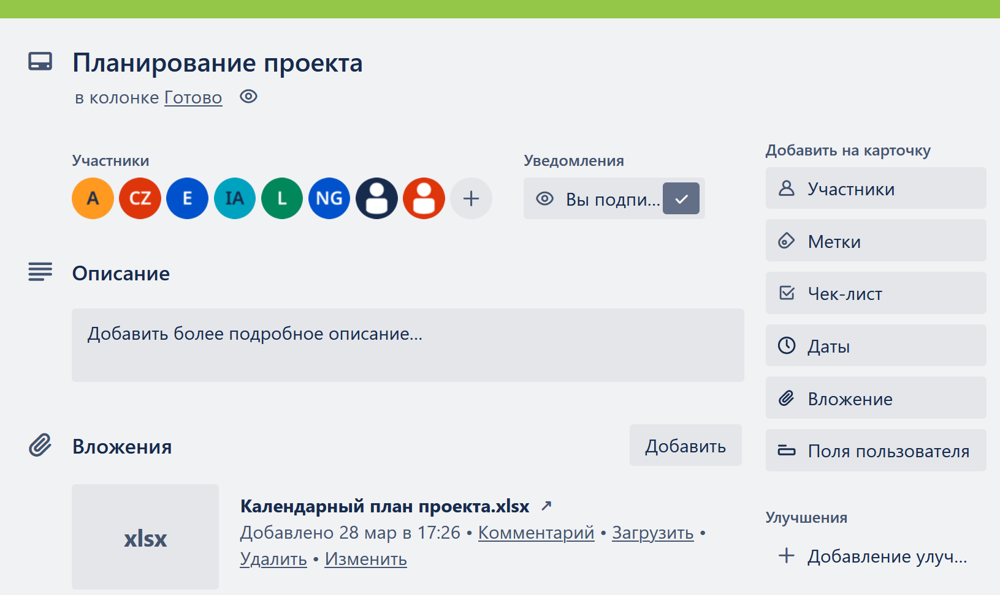 Планирование проекта
в колонке Готово
Участники
A CZ E IA L NG
Уведомления
Вы подпи...
Описание
Добавить более подробное описание...
Вложения
Добавить
xlsx
Календарный план проекта.xlsx
Добавлено 28 мар в 17:26 • Комментарий • Загрузить •
Удалить • Изменить
Добавить на карточку
Участники
Метки
Чек-лист
Даты
Вложение
Поля пользователя
Улучшения
Добавление улуч...